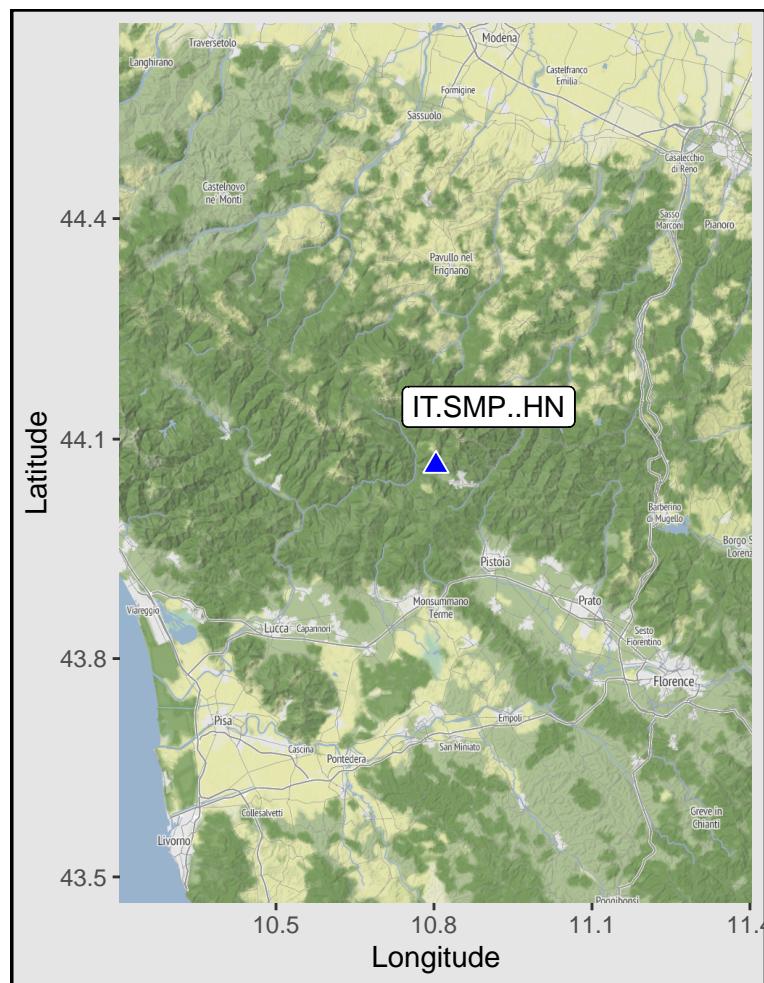 Modena
Traversetolo
Langhirano
Castelfranco
Emilia
Formigine
Sassuolo
Casalecchio
di Reno
Castelnovo
ne' Monti
44.4
Sasso
Marconi
Pianoro
Pavullo nel
Frignano
IT.SMP..HN
44.1
Latitude
Barberino
di Mugello
Borgo S
Lorenz
Pistoia
Viareggio
Monsummano
Terme
Prato
Lucca
Capannori
Sesto
Fiorentino
43.8
Florence
Pisa
Empoli
Cascina
San Miniato
Pontedera
Collesalvetti
Greve in
Chianti
Livorno
43.5
Poggibonsi
10.5
10.8
11.1
11.4
Longitude